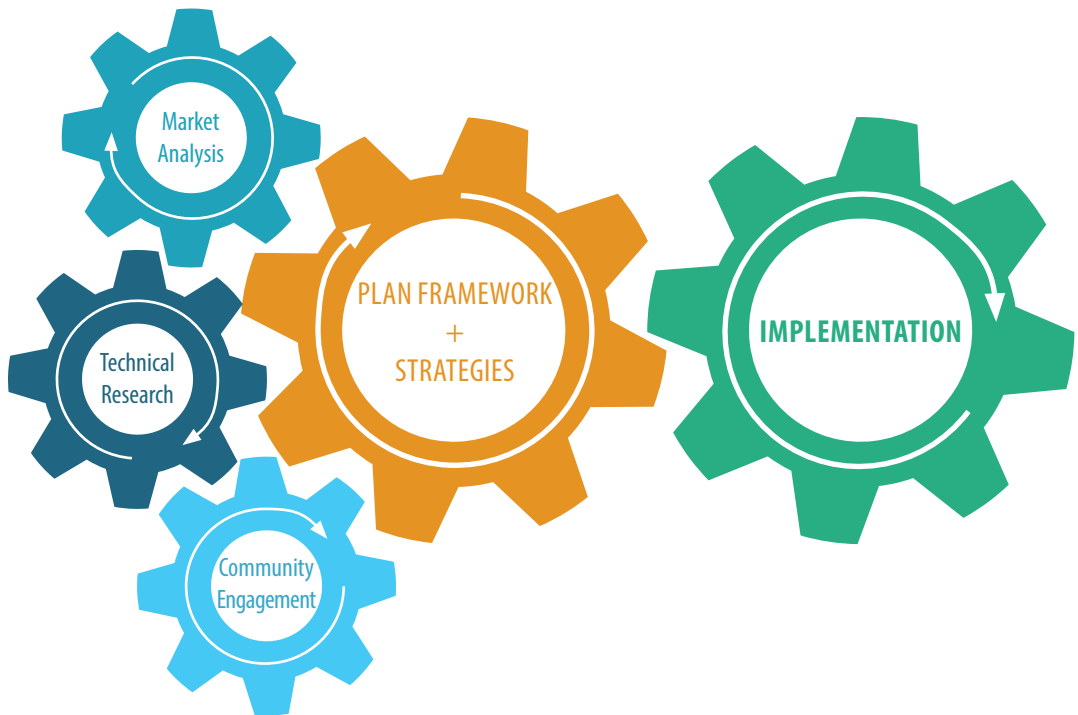 Market
Analysis
Technical
Research
Community
Engagement
PLAN FRAMEWORK
+
STRATEGIES
IMPLEMENTATION